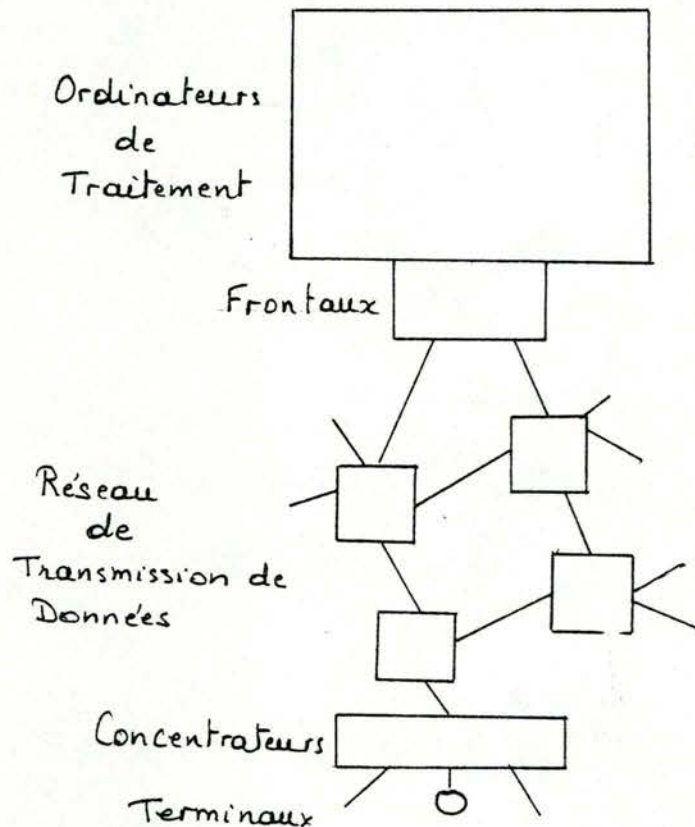 Ordinateurs
de
Traitement
Frontaux
Réseau
de
Transmission de
Données
Concentrateurs
Terminaux